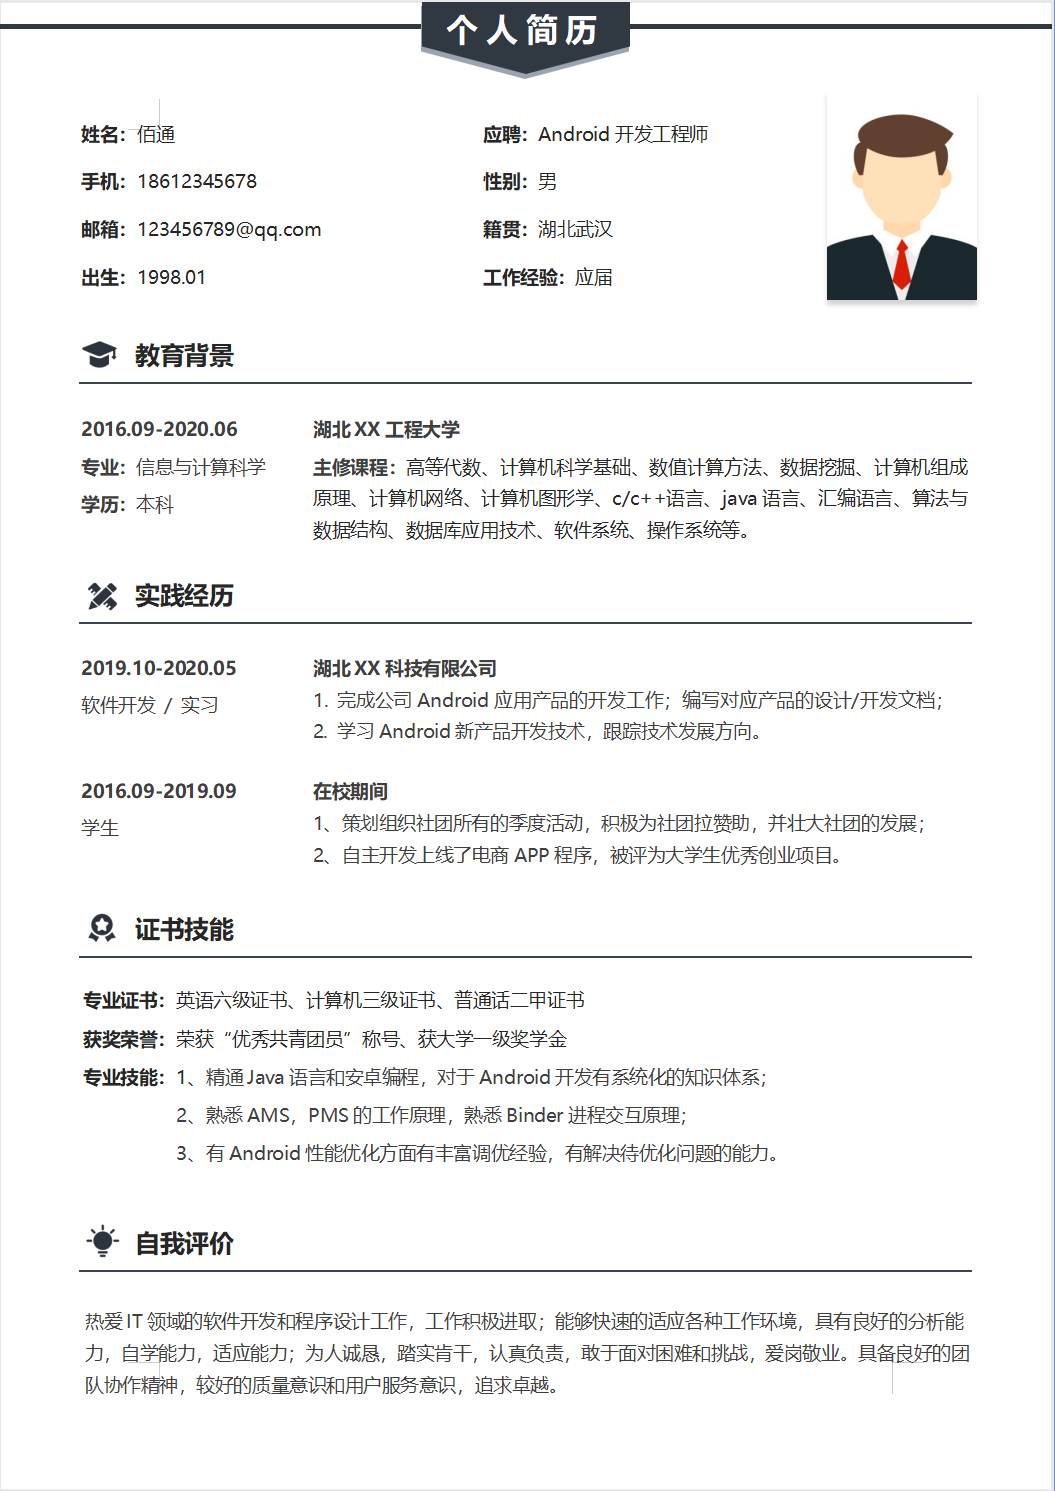 个人简历
姓名：佰通
应聘：Android 开发工程师
手机：18612345678
性别：男
邮箱：123456789@qq.com
籍贯：湖北武汉
出生：1998.01
工作经验：应届
教育背景
2016.09-2020.06
湖北 XX 工程大学
专业：信息与计算科学
学历：本科
主修课程：高等代数、计算机科学基础、数值计算方法、数据挖掘、计算机组成
原理、计算机网络、计算机图形学、c/c++语言、java 语言、汇编语言、算法与
数据结构、数据库应用技术、软件系统、操作系统等。
实践经历
2019.10-2020.05
湖北 XX 科技有限公司
软件开发 / 实习
1. 完成公司 Android 应用产品的开发工作；编写对应产品的设计/开发文档；
2. 学习 Android 新产品开发技术，跟踪技术发展方向。
2016.09-2019.09
在校期间
学生
1、策划组织社团所有的季度活动，积极为社团拉赞助，并壮大社团的发展；
2、自主开发上线了电商 APP 程序，被评为大学生优秀创业项目。
证书技能
专业证书：英语六级证书、计算机三级证书、普通话二甲证书
获奖荣誉：荣获“优秀共青团员”称号、获大学一级奖学金
专业技能：1、精通 Java 语言和安卓编程，对于 Android 开发有系统化的知识体系；
2、熟悉 AMS，PMS 的工作原理，熟悉 Binder 进程交互原理；
3、有 Android 性能优化方面有丰富调优经验，有解决待优化问题的能力。
自我评价
热爱 IT 领域的软件开发和程序设计工作，工作积极进取；能够快速的适应各种工作环境，具有良好的分析能
力，自学能力，适应能力；为人诚恳，踏实肯干，认真负责，敢于面对困难和挑战，爱岗敬业。具备良好的团
队协作精神，较好的质量意识和用户服务意识，追求卓越。